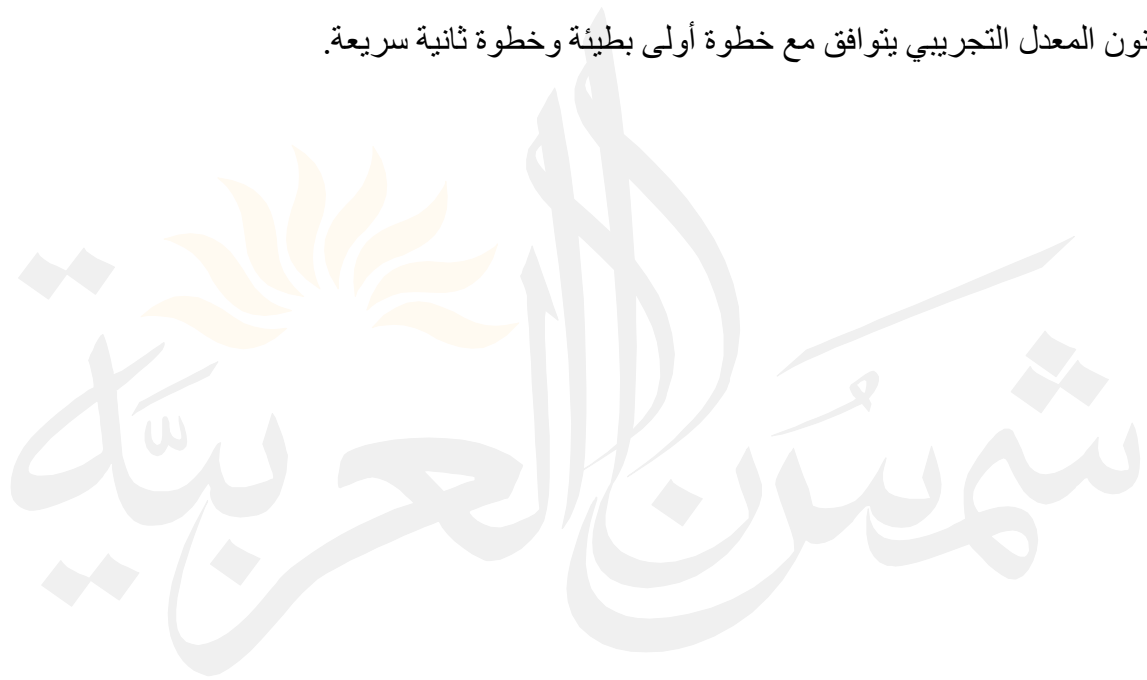 نون المعدل التجريبي يتوافق مع خطوة أولى بطيئة وخطوة ثانية سريعة.
شمس العربية